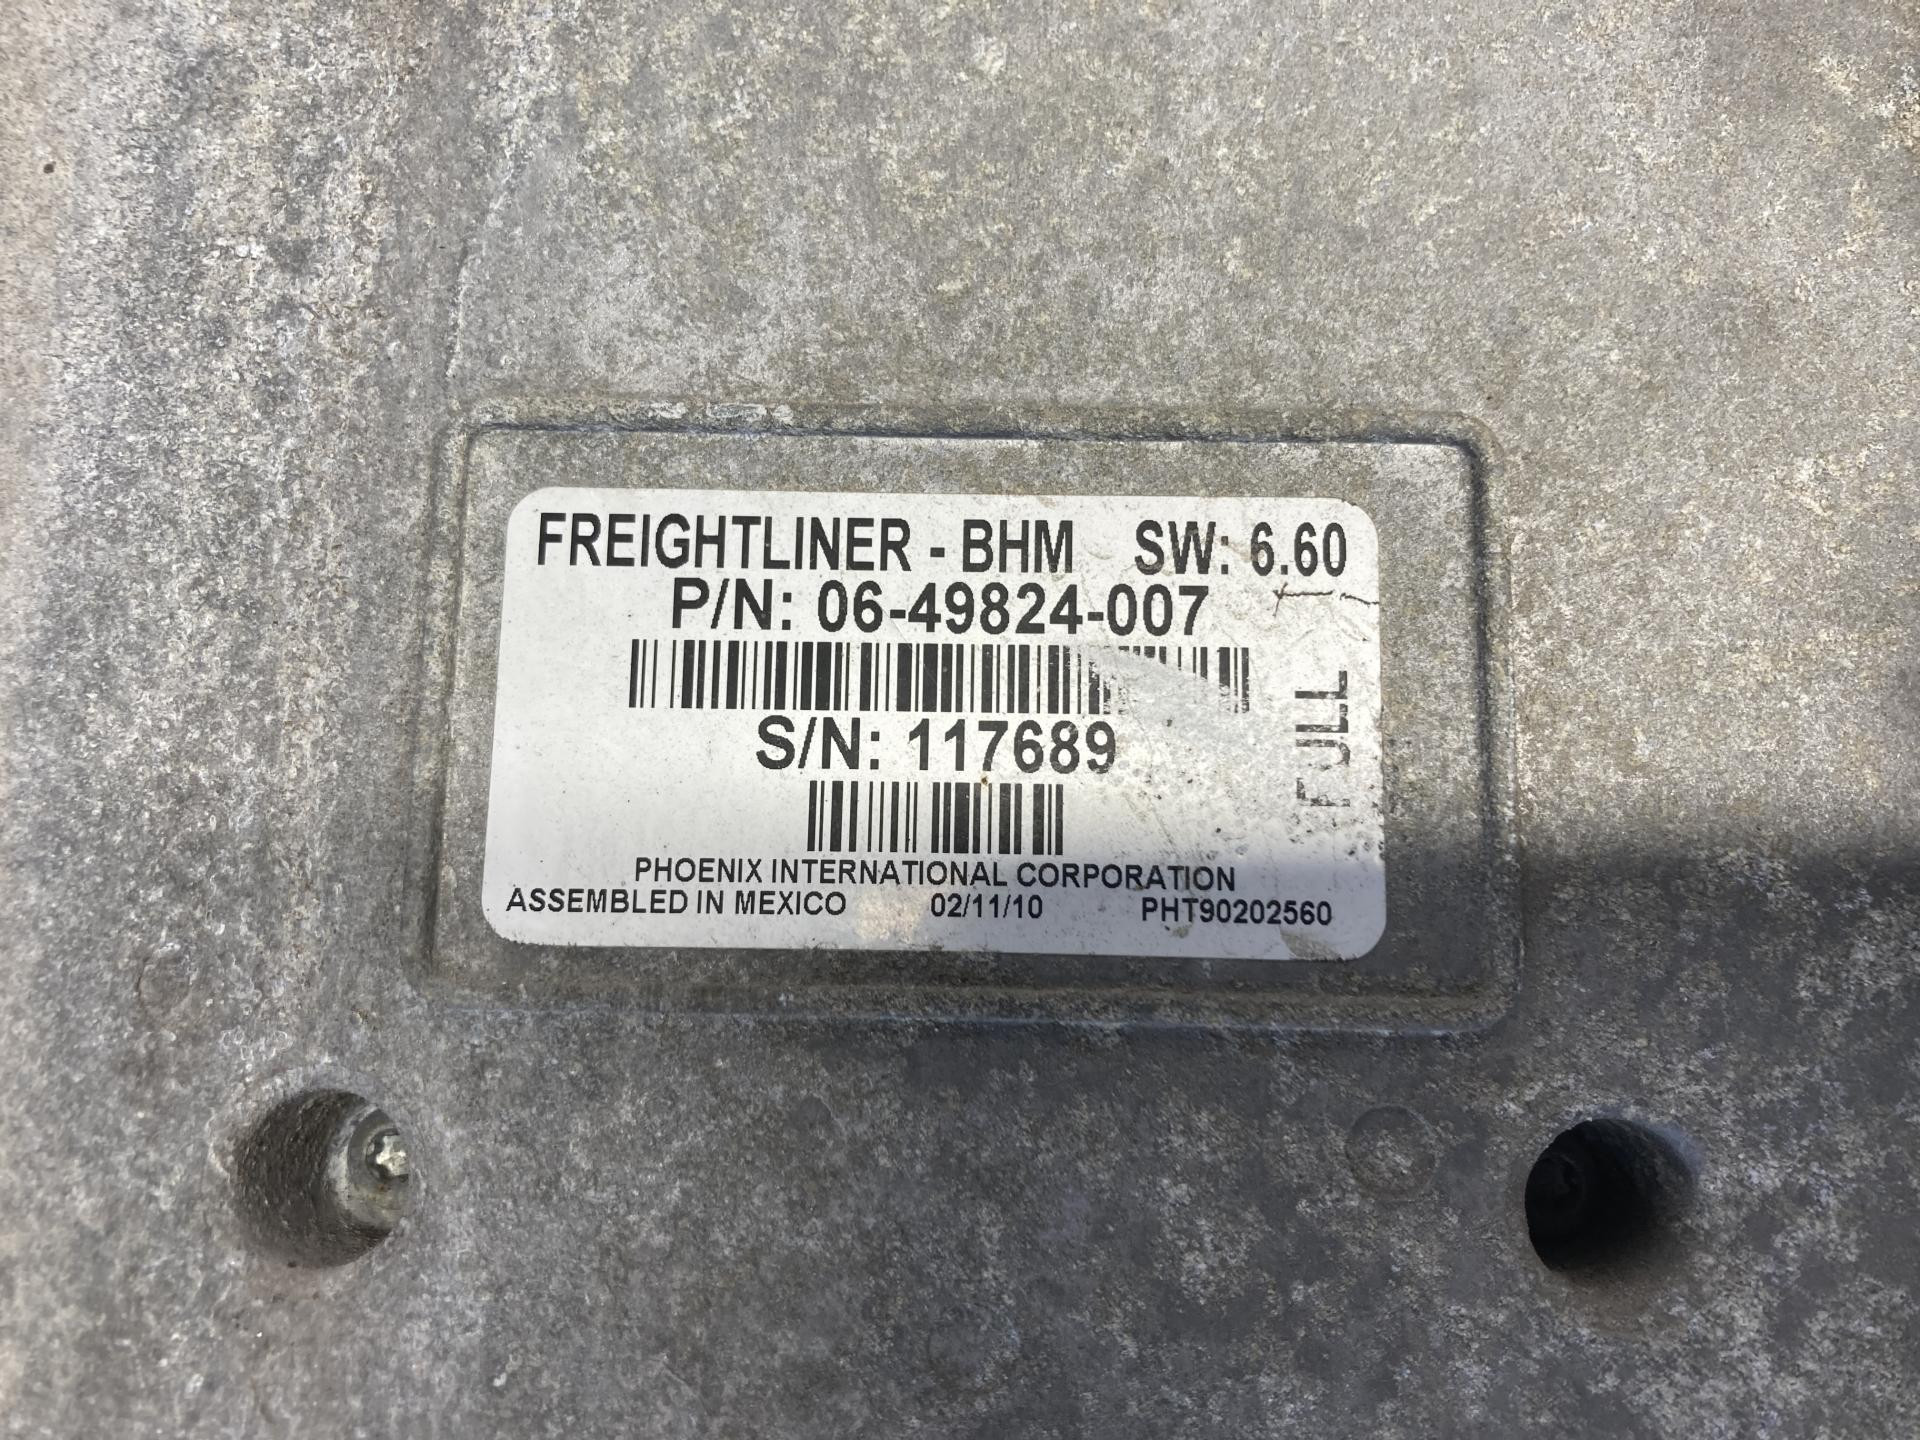 FREIGHTLINER - BHM SW: 6.60
P/N: 06-49824-007
S/N: 117689
FULL
PHOENIX INTERNATIONAL CORPORATION
ASSEMBLED IN MEXICO 02/11/10 PHT90202560